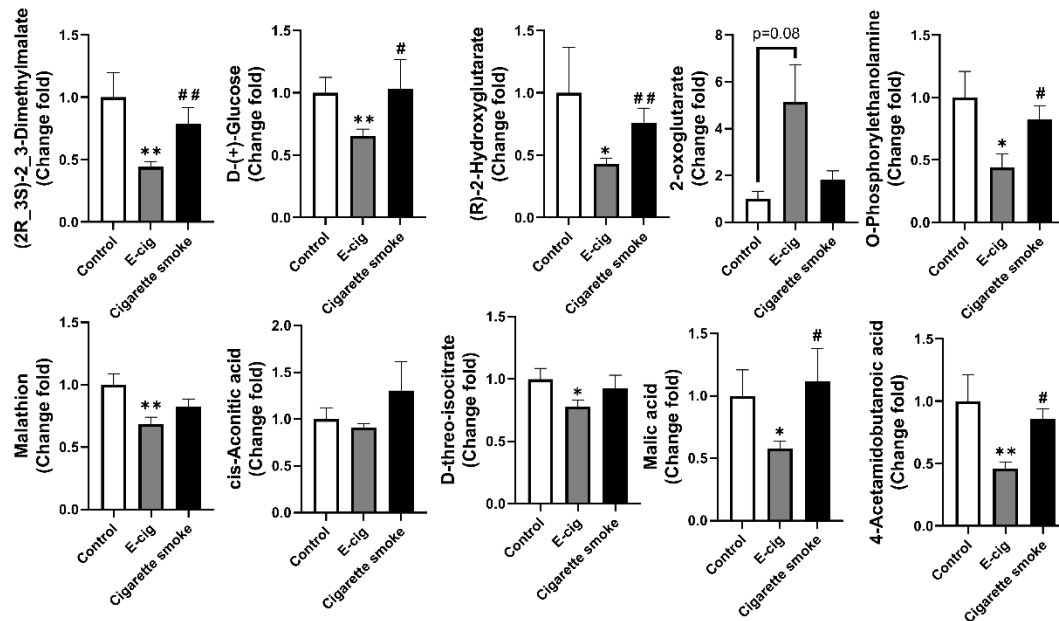 (2R_3S)-2_3-Dimethylmalate
(Change fold)
1.5
1.0
0.5
0.0
**
##
Control
E-cig
Cigarette smoke
D-(+)-Glucose
(Change fold)
1.5
1.0
0.5
0.0
**
#
Control
E-cig
Cigarette smoke
(R)-2-Hydroxyglutarate
(Change fold)
1.5
1.0
0.5
0.0
*
##
Control
E-cig
Cigarette smoke
2-oxoglutarate
(Change fold)
8
6
4
2
0
p=0.08
Control
E-cig
Cigarette smoke
O-Phosphorylethanolamine
(Change fold)
1.5
1.0
0.5
0.0
*
#
Control
E-cig
Cigarette smoke
Malathion
(Change fold)
1.5
1.0
0.5
0.0
**
Control
E-cig
Cigarette smoke
cis-Aconitic acid
(Change fold)
2.0
1.5
1.0
0.5
0.0
Control
E-cig
Cigarette smoke
D-threo-isocitrate
(Change fold)
1.5
1.0
0.5
0.0
*
Control
E-cig
Cigarette smoke
Malic acid
(Change fold)
1.5
1.0
0.5
0.0
*
#
Control
E-cig
Cigarette smoke
4-Acetamidobutanoic acid
(Change fold)
1.5
1.0
0.5
0.0
**
#
Control
E-cig
Cigarette smoke